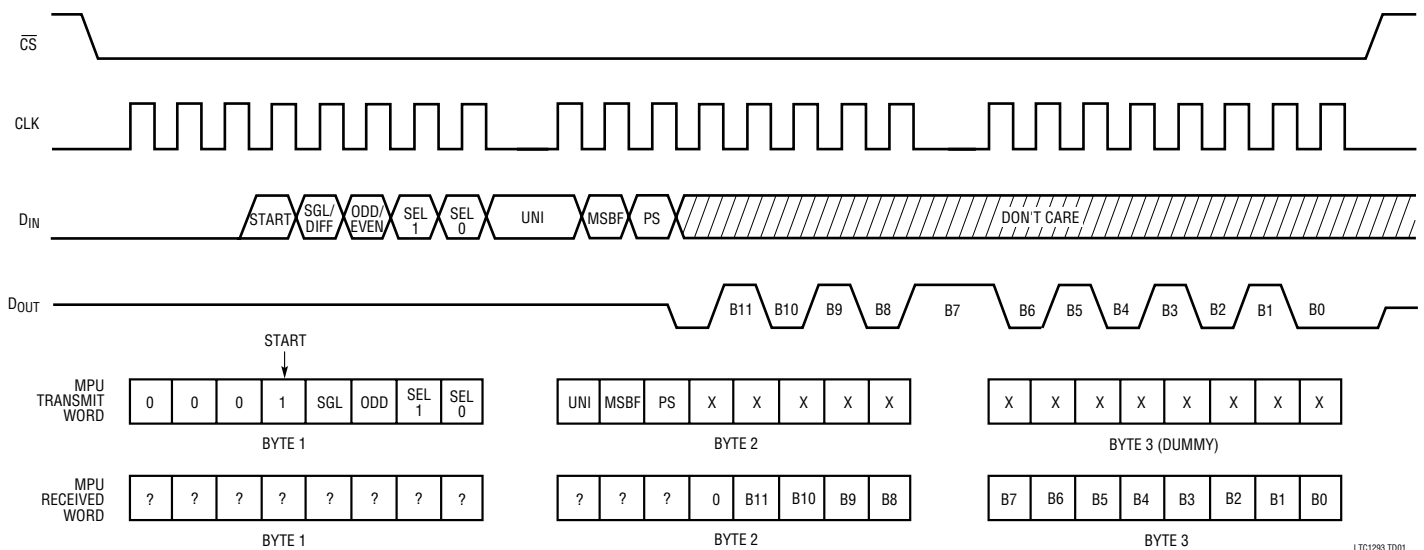 CS
CLK
DIN
START SGL/ DIFF ODD/ EVEN SEL 1 SEL 0 UNI MSBF PS DON'T CARE
DOUT
B11 B10 B9 B8 B7 B6 B5 B4 B3 B2 B1 B0
START
MPU
TRANSMIT
WORD
0 0 0 1 SGL ODD SEL 1 SEL 0 UNI MSBF PS X X X X X X X X X X X X X
BYTE 1 BYTE 2 BYTE 3 (DUMMY)
MPU
RECEIVED
WORD
? ? ? ? ? ? ? ? ? ? ? 0 B11 B10 B9 B8 B7 B6 B5 B4 B3 B2 B1 B0
BYTE 1 BYTE 2 BYTE 3
LTC1293 TD01